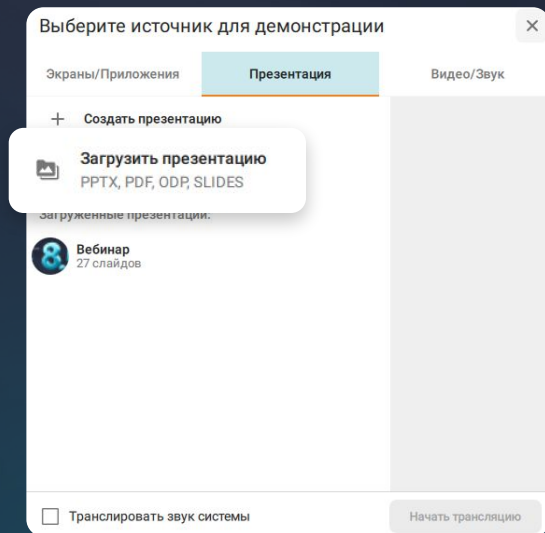 Выберите источник для демонстрации
Экраны/Приложения Презентация Видео/Звук
Создать презентацию
Загрузить презентацию
PPTX, PDF, ODP, SLIDES
Загруженные презентации:
8
Вебинар
27 слайдов
Транслировать звук системы Начать трансляцию